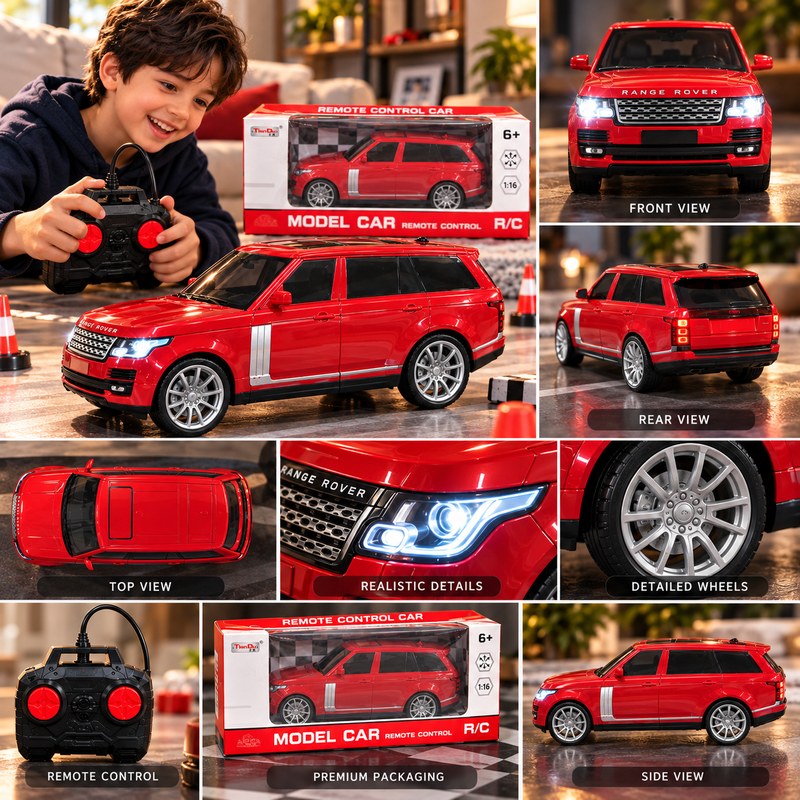 REMOTE CONTROL CAR
TianDu
6+
1:16
MODEL CAR REMOTE CONTROL R/C
RANGE ROVER
RANGE ROVER
FRONT VIEW
REAR VIEW
TOP VIEW
RANGE ROVER
REALISTIC DETAILS
DETAILED WHEELS
REMOTE CONTROL
REMOTE CONTROL CAR
TianDu
6+
1:16
MODEL CAR REMOTE CONTROL R/C
PREMIUM PACKAGING
SIDE VIEW